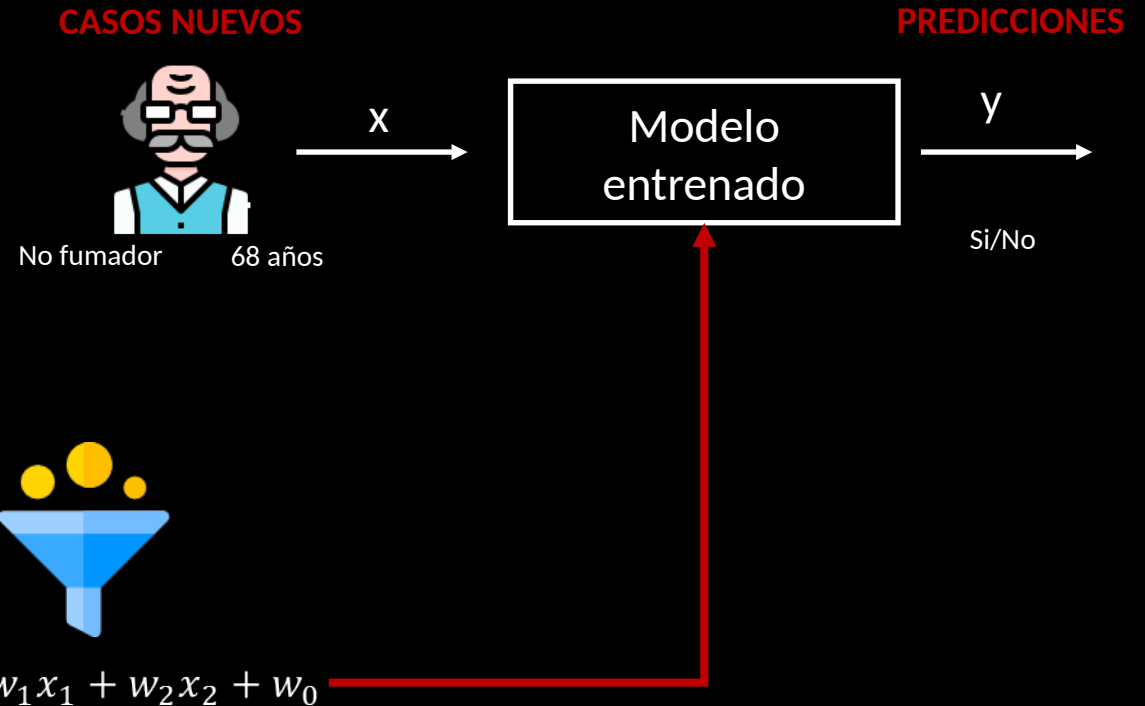 CASOS NUEVOS
PREDICCIONES
x
Modelo
entrenado
y
No fumador
68 años
Si/No
w₁x₁ + w₂x₂ + w₀